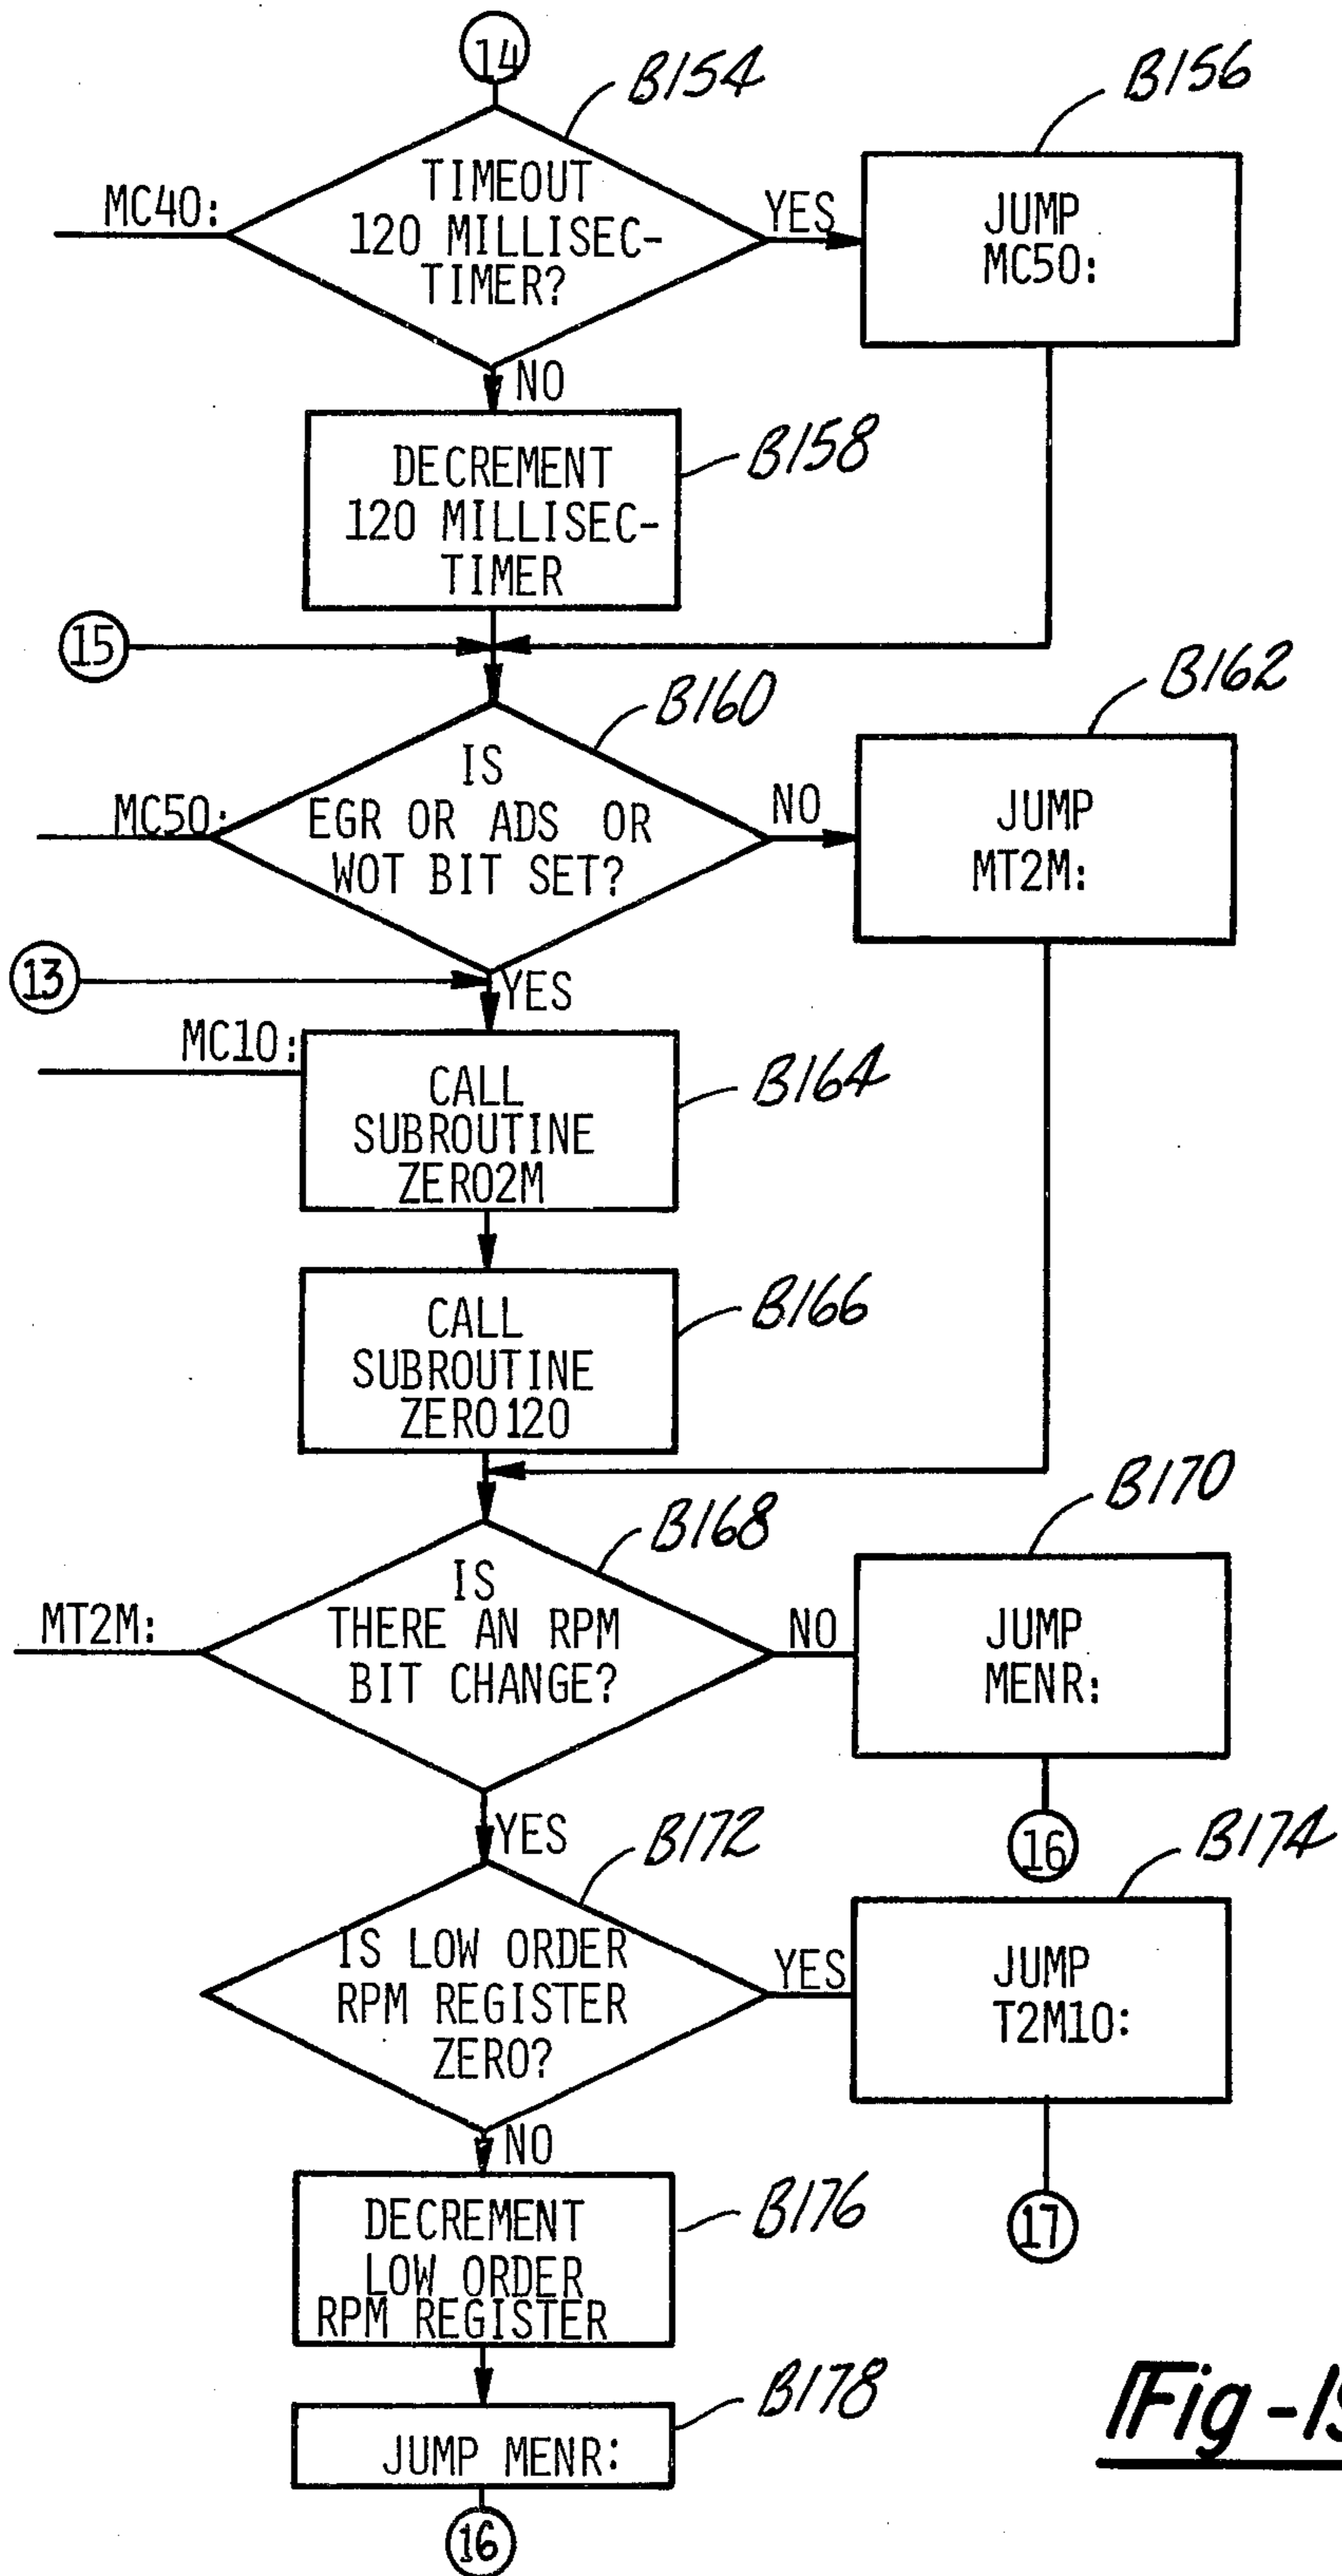 14
B154
B156
MC40:
TIMEOUT
120 MILLISEC-
TIMER?
YES
JUMP
MC50:
NO
DECREMENT
120 MILLISEC-
TIMER
B158
15
B160
B162
MC50:
IS
EGR OR ADS OR
WOT BIT SET?
NO
JUMP
MT2M:
13
YES
MC10:
CALL
SUBROUTINE
ZERO2M
B164
CALL
SUBROUTINE
ZERO120
B166
B168
B170
MT2M:
IS
THERE AN RPM
BIT CHANGE?
NO
JUMP
MENR:
16
YES
B172
B174
IS LOW ORDER
RPM REGISTER
ZERO?
YES
JUMP
T2M10:
17
NO
DECREMENT
LOW ORDER
RPM REGISTER
B176
JUMP MENR:
B178
16